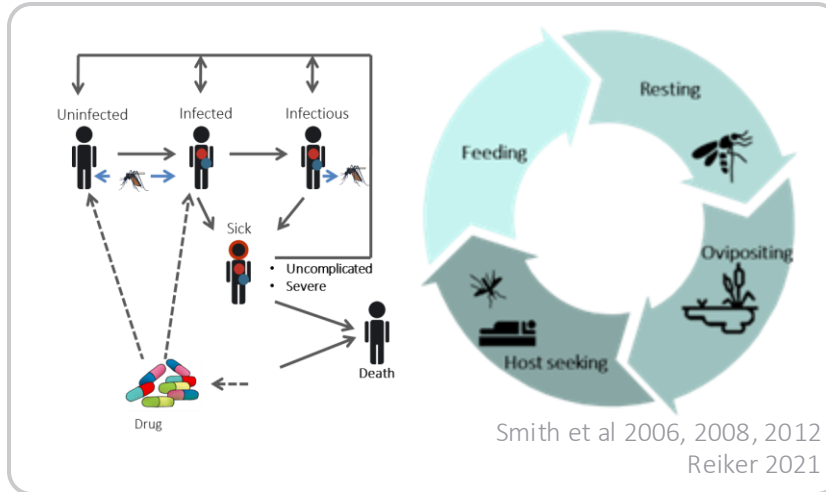 Uninfected
Infected
Infectious
Sick
• Uncomplicated
• Severe
Death
Drug
Resting
Feeding
Ovipositing
Host seeking
Smith et al 2006, 2008, 2012
Reiker 2021